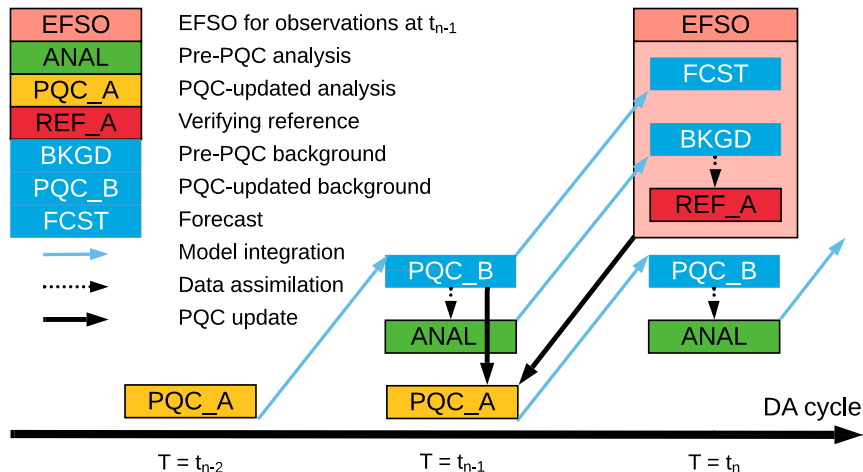 EFSO EFSO for observations at tn-1
ANAL Pre-PQC analysis
PQC_A PQC-updated analysis
REF_A Verifying reference
BKGD Pre-PQC background
PQC_B PQC-updated background
FCST Forecast
Model integration
Data assimilation
PQC update
EFSO
FCST
BKGD
REF_A
PQC_B
PQC_B
ANAL
ANAL
PQC_A
PQC_A
DA cycle
T = tn-2
T = tn-1
T = tn